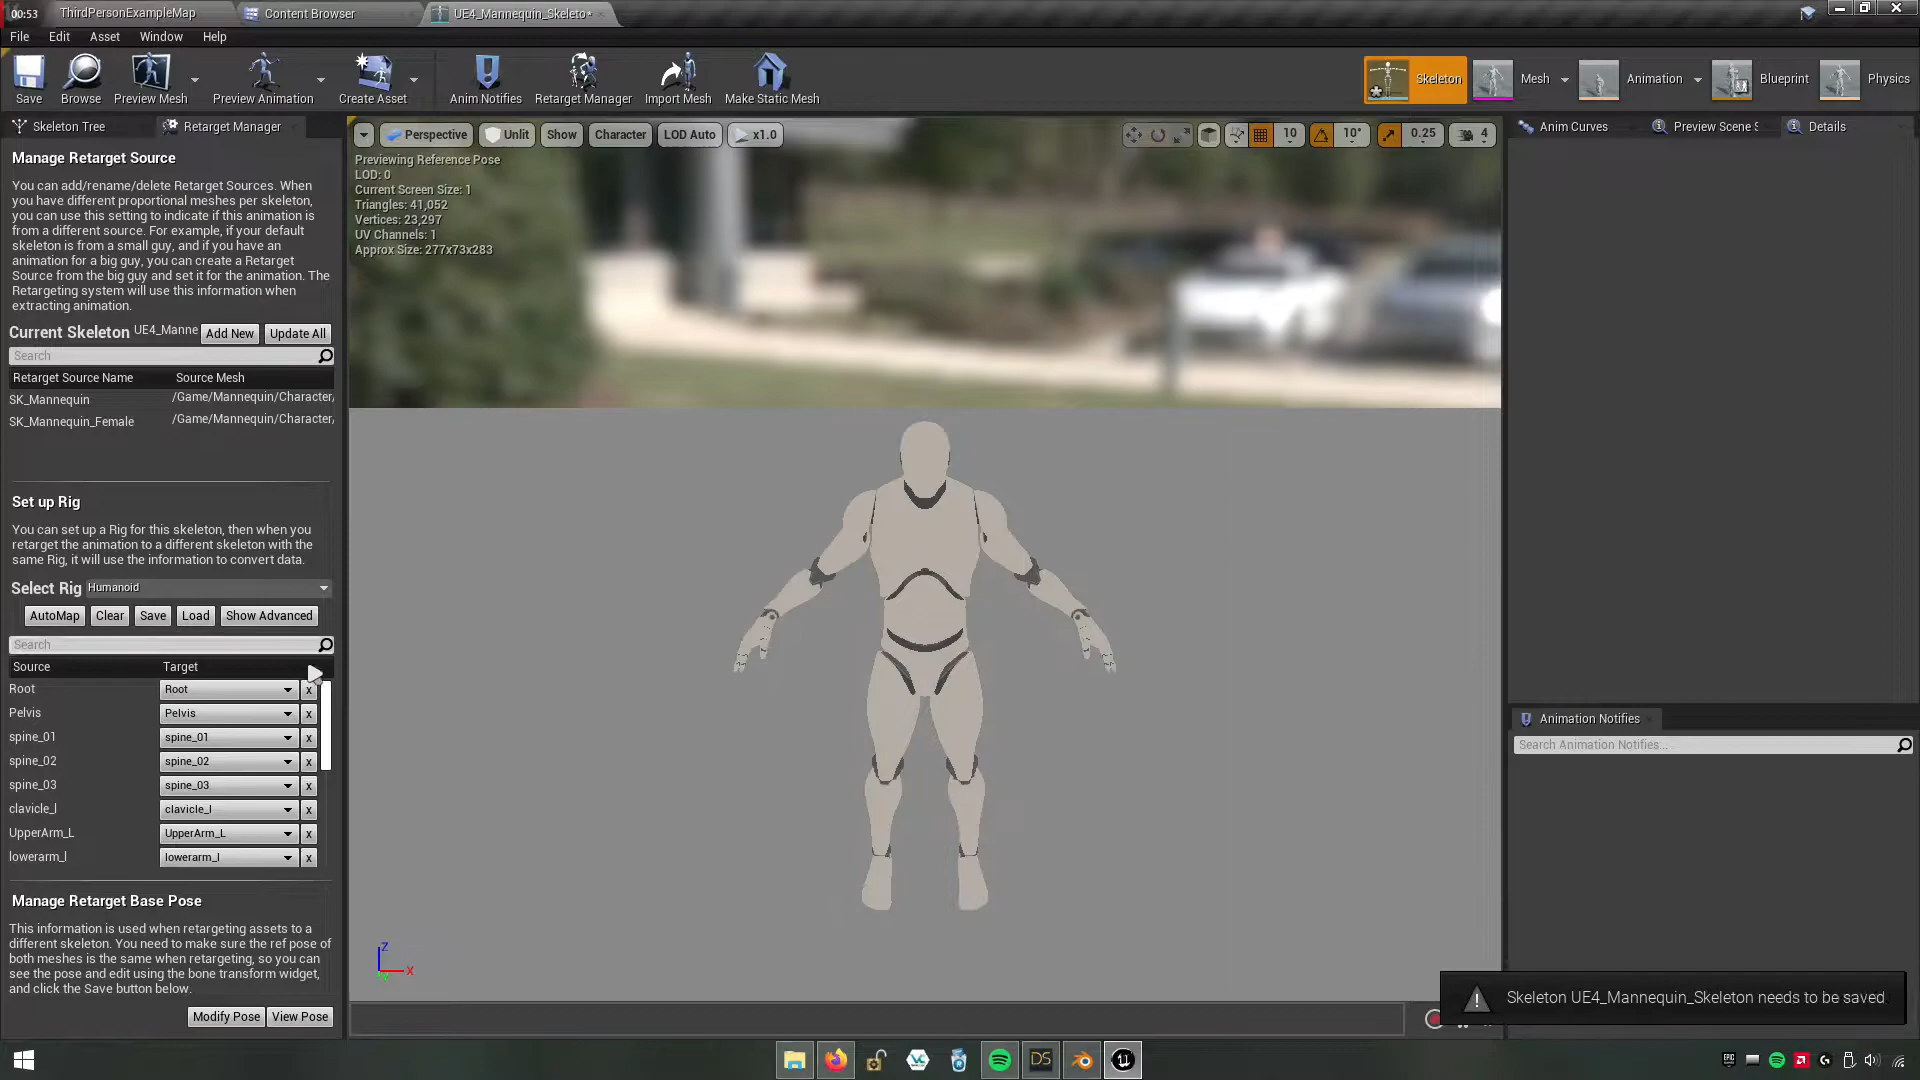 00:53
ThirdPersonExampleMap
Content Browser
UE4_Mannequin_Skeleto*
File Edit Asset Window Help
Save
Browse
Preview Mesh
Preview Animation
Create Asset
Anim Notifies
Retarget Manager
Import Mesh
Make Static Mesh
Skeleton
Mesh
Animation
Blueprint
Physics
Skeleton Tree
Retarget Manager
Manage Retarget Source
You can add/rename/delete Retarget Sources. When
you have different proportional meshes per skeleton,
you can use this setting to indicate if this animation is
from a different source. For example, if your default
skeleton is from a small guy, and if you have an
animation for a big guy, you can create a Retarget
Source from the big guy and set it for the animation. The
Retargeting system will use this information when
extracting animation.
Current Skeleton UE4_Manne Add New Update All
Search
Retarget Source Name Source Mesh
SK_Mannequin /Game/Mannequin/Character/
SK_Mannequin_Female /Game/Mannequin/Character/
Set up Rig
You can set up a Rig for this skeleton, then when you
retarget the animation to a different skeleton with the
same Rig, it will use the information to convert data.
Select Rig Humanoid
AutoMap Clear Save Load Show Advanced
Search
Source Target
Root Root x
Pelvis Pelvis x
spine_01 spine_01 x
spine_02 spine_02 x
spine_03 spine_03 x
clavicle_l clavicle_l x
UpperArm_L UpperArm_L x
lowerarm_l lowerarm_l x
Manage Retarget Base Pose
This information is used when retargeting assets to a
different skeleton. You need to make sure the ref pose of
both meshes is the same when retargeting, so you can
see the pose and edit using the bone transform widget,
and click the Save button below.
Modify Pose View Pose
Perspective Unlit Show Character LOD Auto x1.0
10 10° 0.25 4
Previewing Reference Pose
LOD: 0
Current Screen Size: 1
Triangles: 41,052
Vertices: 23,297
UV Channels: 1
Approx Size: 277x73x283
Z
X
Anim Curves
Preview Scene S
Details
Animation Notifies
Search Animation Notifies...
Skeleton UE4_Mannequin_Skeleton needs to be saved
DS